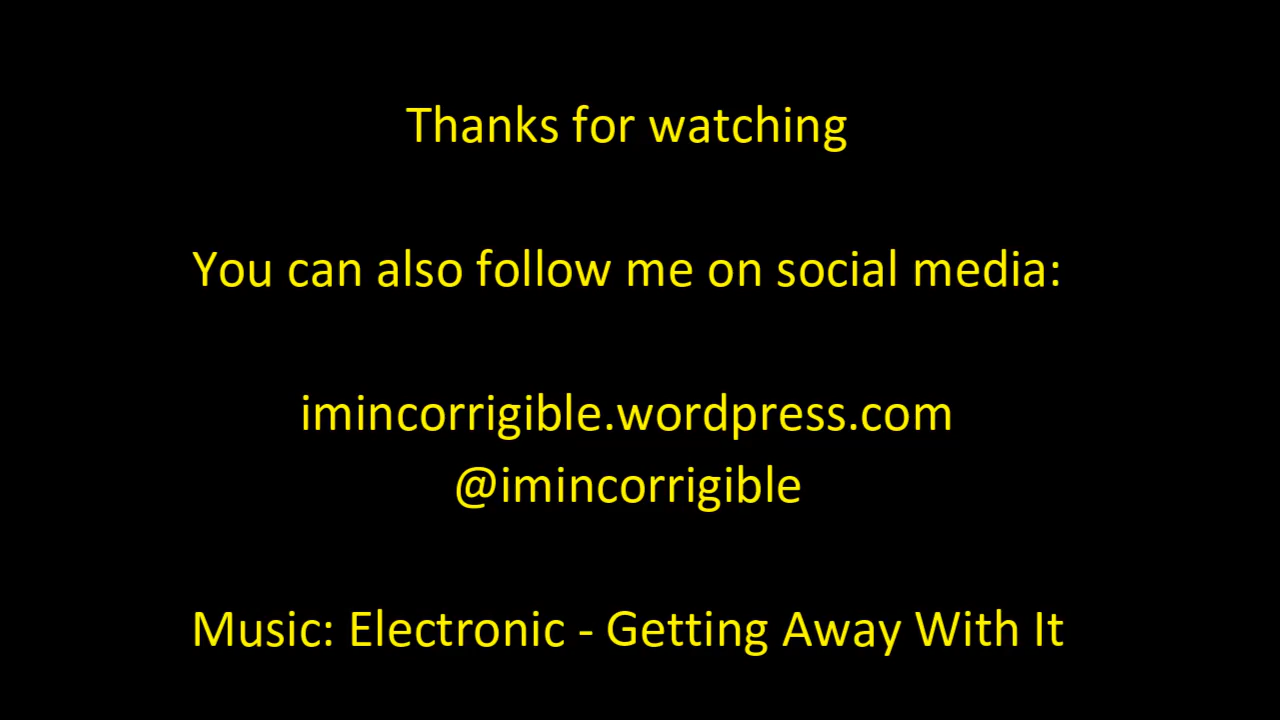 Thanks for watching
You can also follow me on social media:
imincorrigible.wordpress.com
@imincorrigible
Music: Electronic - Getting Away With It